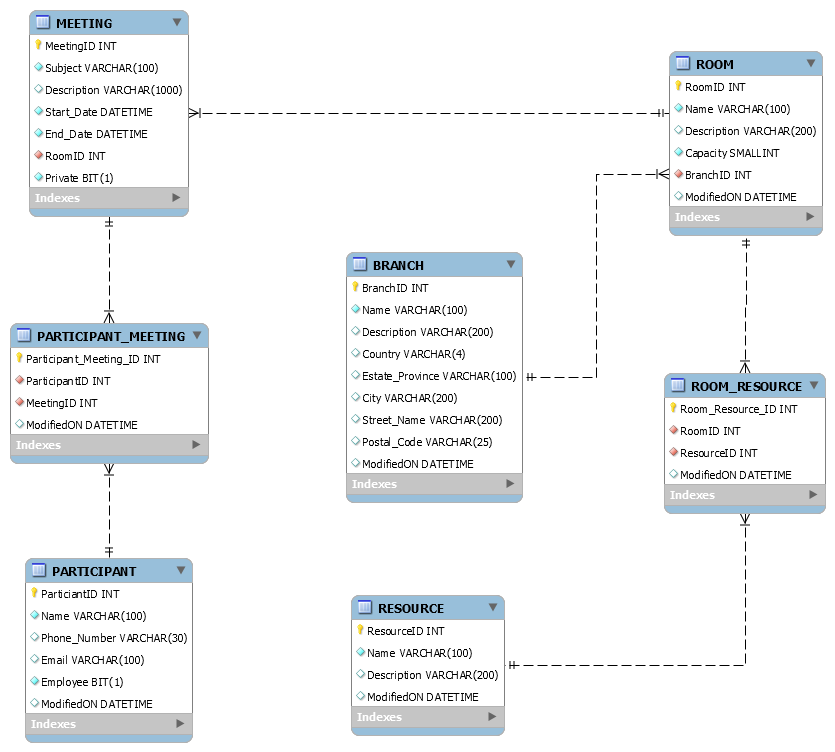 MEETING
MeetingID INT
Subject VARCHAR(100)
Description VARCHAR(1000)
Start_Date DATETIME
End_Date DATETIME
RoomID INT
Private BIT(1)
Indexes
ROOM
RoomID INT
Name VARCHAR(100)
Description VARCHAR(200)
Capacity SMALLINT
BranchID INT
ModifiedON DATETIME
Indexes
BRANCH
BranchID INT
Name VARCHAR(100)
Description VARCHAR(200)
Country VARCHAR(4)
Estate_Province VARCHAR(100)
City VARCHAR(200)
Street_Name VARCHAR(200)
Postal_Code VARCHAR(25)
ModifiedON DATETIME
Indexes
PARTICIPANT_MEETING
Participant_Meeting_ID INT
ParticipantID INT
MeetingID INT
ModifiedON DATETIME
Indexes
ROOM_RESOURCE
Room_Resource_ID INT
RoomID INT
ResourceID INT
ModifiedON DATETIME
Indexes
PARTICIPANT
ParticiantID INT
Name VARCHAR(100)
Phone_Number VARCHAR(30)
Email VARCHAR(100)
Employee BIT(1)
ModifiedON DATETIME
Indexes
RESOURCE
ResourceID INT
Name VARCHAR(100)
Description VARCHAR(200)
ModifiedON DATETIME
Indexes